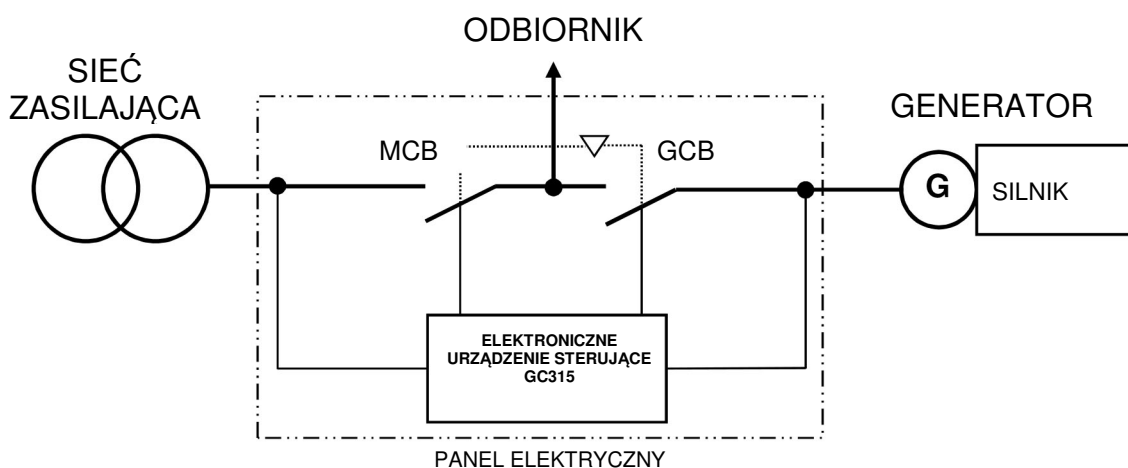 ODBIORNIK
SIEĆ
ZASILAJĄCA
GENERATOR
MCB
GCB
G
SILNIK
ELEKTRONICZNE
URZĄDZENIE STERUJĄCE
GC315
PANEL ELEKTRYCZNY